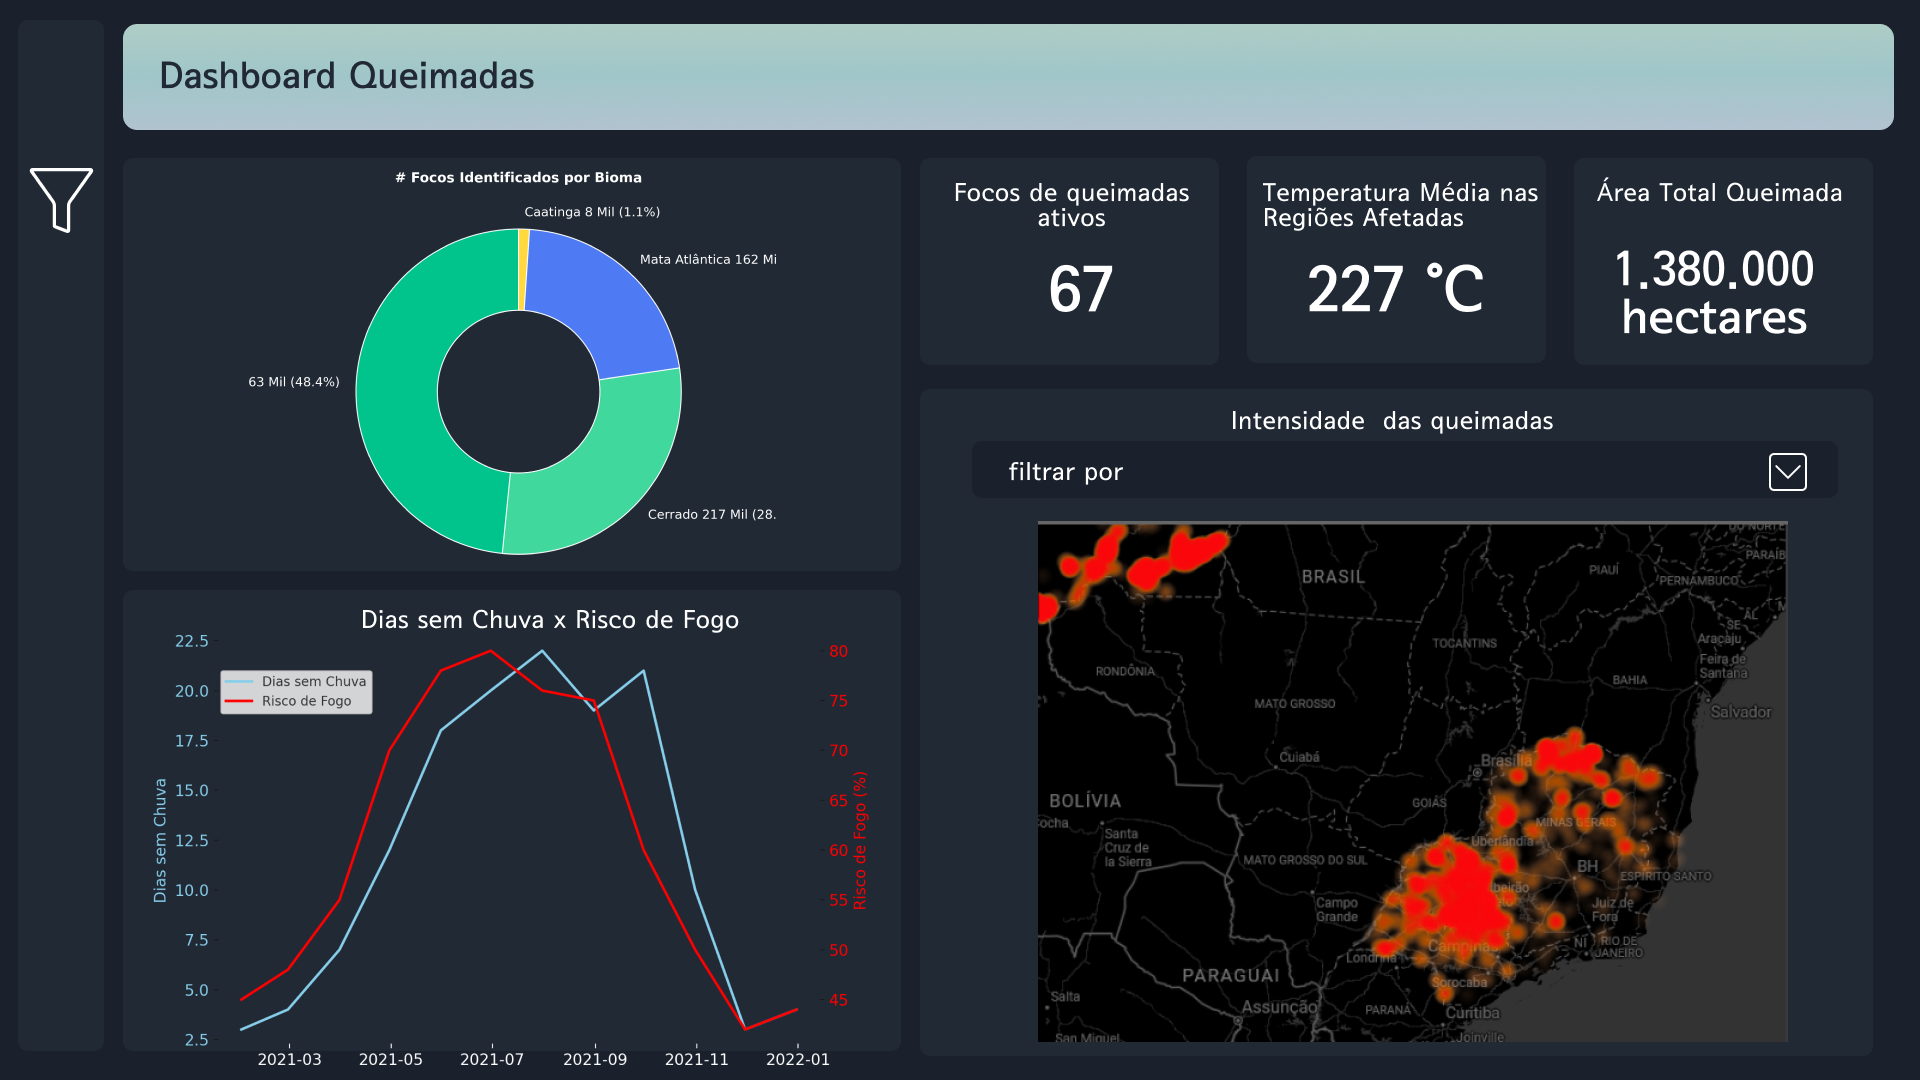 Dashboard Queimadas
# Focos Identificados por Bioma
Caatinga 8 Mil (1.1%)
Mata Atlântica 162 Mi
63 Mil (48.4%)
Cerrado 217 Mil (28.
Focos de queimadas
ativos
67
Temperatura Média nas
Regiões Afetadas
227 °C
Área Total Queimada
1.380.000
hectares
Dias sem Chuva x Risco de Fogo
Dias sem Chuva
Risco de Fogo
22.5
20.0
17.5
15.0
12.5
10.0
7.5
5.0
2.5
Dias sem Chuva
80
75
70
65
60
55
50
45
Risco de Fogo (%)
2021-03
2021-05
2021-07
2021-09
2021-11
2022-01
Intensidade das queimadas
filtrar por
DO NORTE
PARAÍB
BRASIL
PIAUÍ
PERNAMBUCO
AL
SE
Aracaju
TOCANTINS
Feira de
Santana
RONDÔNIA
BAHIA
MATO GROSSO
Salvador
Cuiabá
Brasília
BOLÍVIA
GOIÁS
ocha
MINAS GERAIS
Santa
Cruz de
la Sierra
Uberlândia
MATO GROSSO DO SUL
BH
ESPÍRITO SANTO
beirão
Campo
Grande
Juiz de
Fora
Campinas
NI
RIO DE
JANEIRO
Londrina
PARAGUAI
Sorocaba
Salta
Assunção
PARANÁ
Curitiba
San Miguel
Joinville